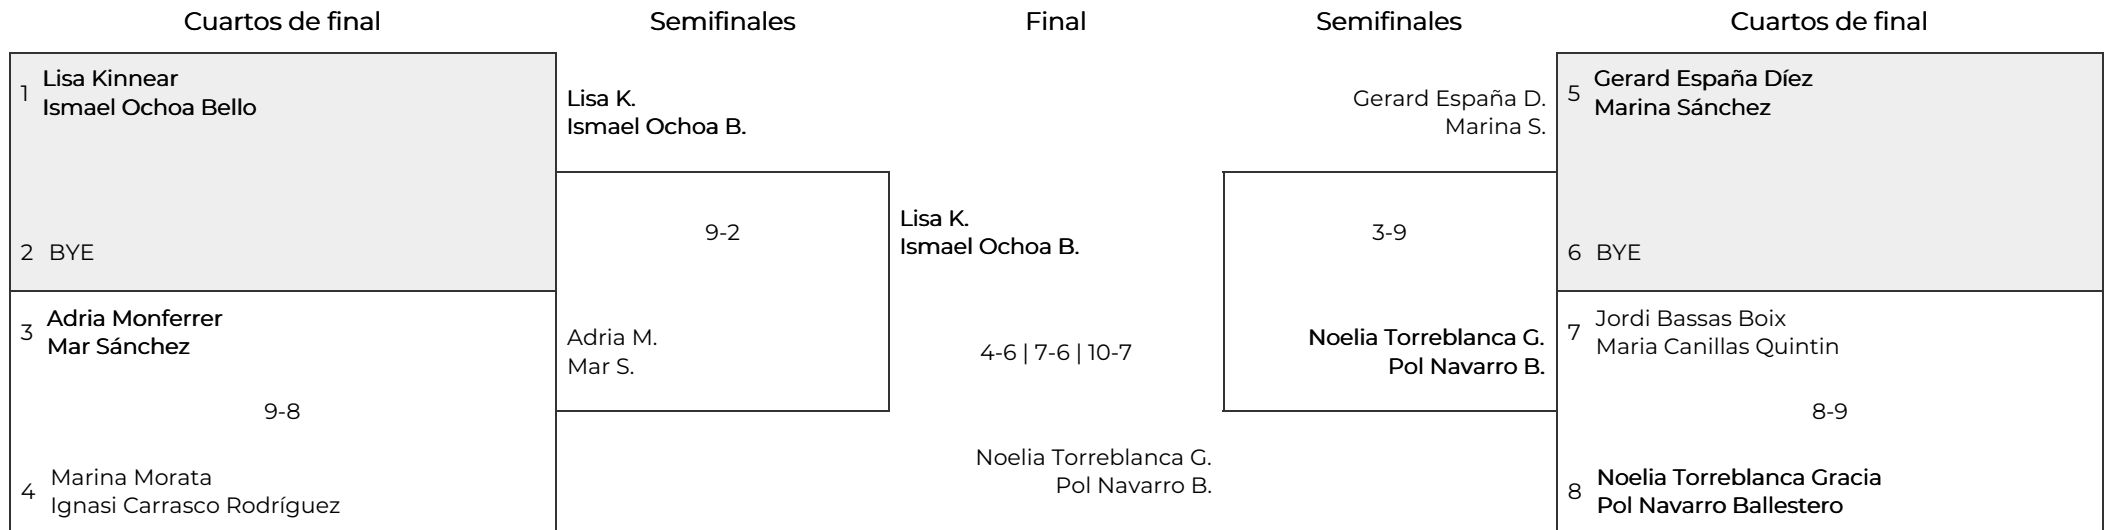 Cuartos de final
Semifinales
Final
Semifinales
Cuartos de final
1
Lisa Kinnear
Ismael Ochoa Bello
2 BYE
3
Adria Monferrer
Mar Sánchez
9-8
4
Marina Morata
Ignasi Carrasco Rodríguez
Lisa K.
Ismael Ochoa B.
9-2
Adria M.
Mar S.
Lisa K.
Ismael Ochoa B.
4-6 | 7-6 | 10-7
Noelia Torreblanca G.
Pol Navarro B.
Gerard España D.
Marina S.
3-9
Noelia Torreblanca G.
Pol Navarro B.
5
Gerard España Díez
Marina Sánchez
6 BYE
7
Jordi Bassas Boix
Maria Canillas Quintin
8-9
8
Noelia Torreblanca Gracia
Pol Navarro Ballestero